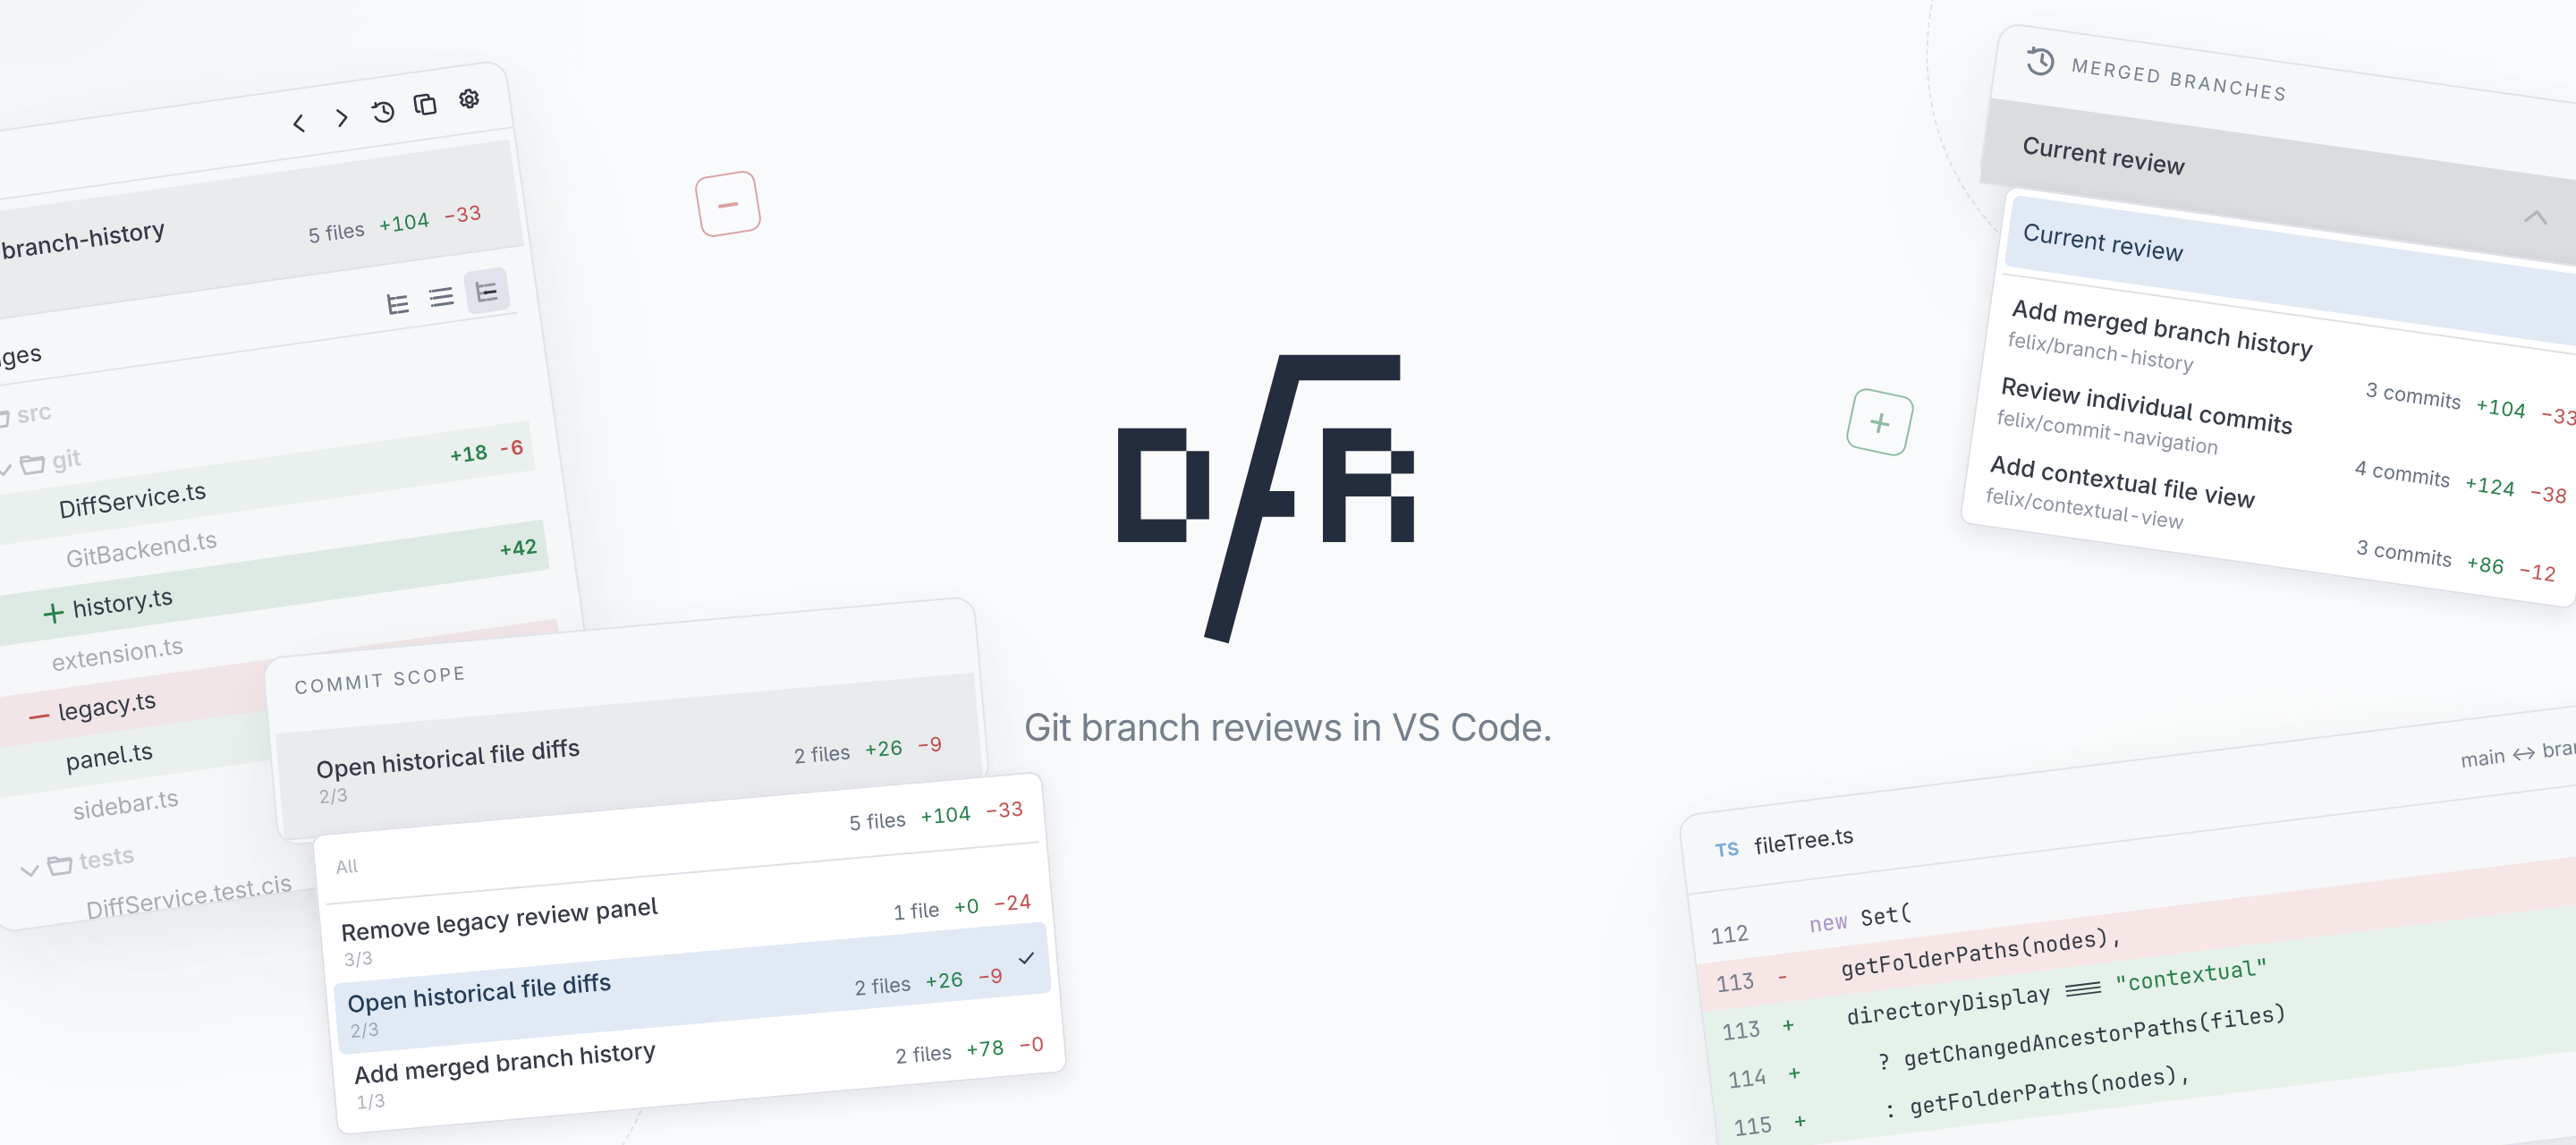 branch-history
5 files +104 −33
src
git
DiffService.ts +18 -6
GitBackend.ts
+ history.ts +42
extension.ts
− legacy.ts
panel.ts
sidebar.ts
tests
COMMIT SCOPE
Open historical file diffs
2/3
2 files +26 −9
All
5 files +104 −33
Remove legacy review panel
3/3
1 file +0 −24
Open historical file diffs
2/3
2 files +26 −9
Add merged branch history
1/3
2 files +78 −0
D/R
Git branch reviews in VS Code.
MERGED BRANCHES
Current review
Current review
Add merged branch history
felix/branch-history
3 commits +104 −33
Review individual commits
felix/commit-navigation
4 commits +124 −38
Add contextual file view
felix/contextual-view
3 commits +86 −12
TS fileTree.ts
main ↔
112 new Set(
113 - getFolderPaths(nodes),
113 + directoryDisplay === "contextual"
114 + ? getChangedAncestorPaths(files)
115 + : getFolderPaths(nodes),